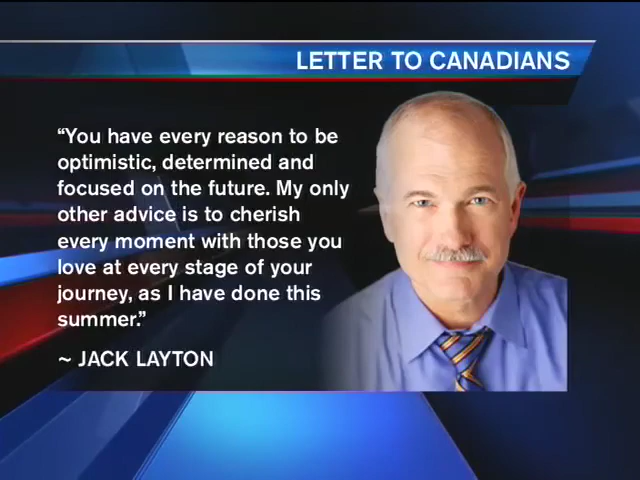 LETTER TO CANADIANS
“You have every reason to be
optimistic, determined and
focused on the future. My only
other advice is to cherish
every moment with those you
love at every stage of your
journey, as I have done this
summer.”
~ JACK LAYTON